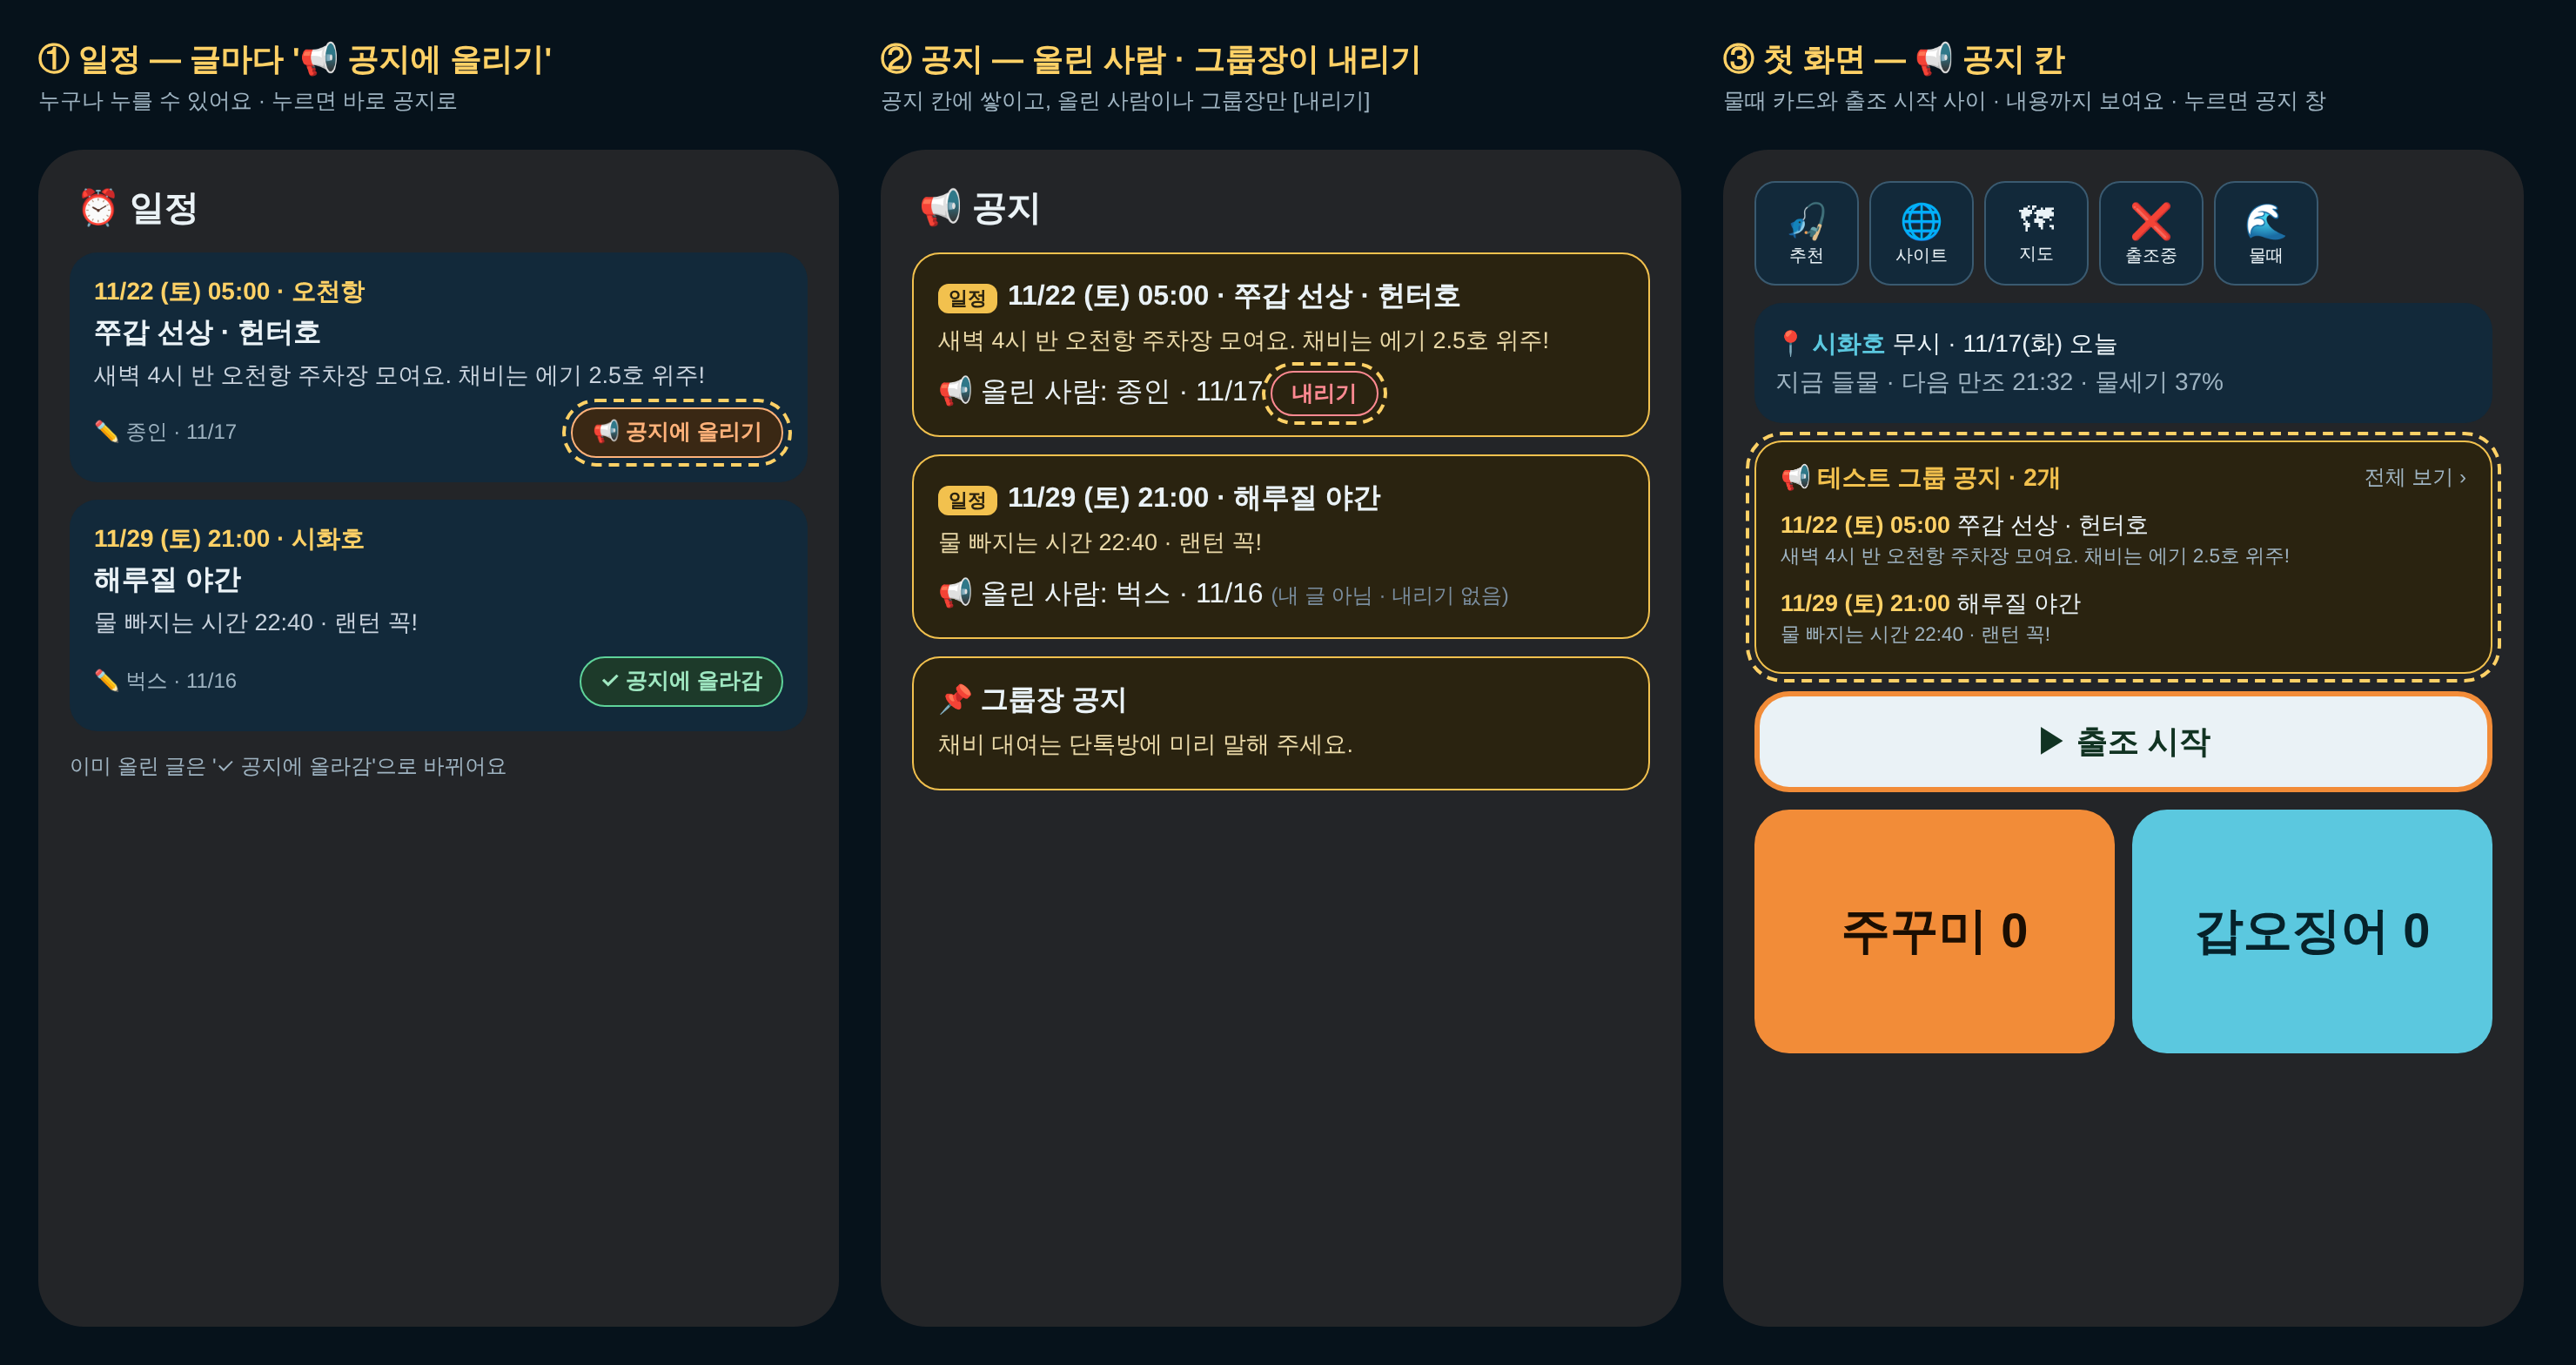 ① 일정 — 글마다 '📢 공지에 올리기'
누구나 누를 수 있어요 · 누르면 바로 공지로
⏰ 일정
11/22 (토) 05:00 · 오천항
쭈갑 선상 · 헌터호
새벽 4시 반 오천항 주차장 모여요. 채비는 에기 2.5호 위주!
✏️ 종인 · 11/17
📢 공지에 올리기
11/29 (토) 21:00 · 시화호
해루질 야간
물 빠지는 시간 22:40 · 랜턴 꼭!
✏️ 벅스 · 11/16
✓ 공지에 올라감
이미 올린 글은 '✓ 공지에 올라감'으로 바뀌어요
② 공지 — 올린 사람 · 그룹장이 내리기
공지 칸에 쌓이고, 올린 사람이나 그룹장만 [내리기]
📢 공지
일정 11/22 (토) 05:00 · 쭈갑 선상 · 헌터호
새벽 4시 반 오천항 주차장 모여요. 채비는 에기 2.5호 위주!
📢 올린 사람: 종인 · 11/17 내리기
일정 11/29 (토) 21:00 · 해루질 야간
물 빠지는 시간 22:40 · 랜턴 꼭!
📢 올린 사람: 벅스 · 11/16 (내 글 아님 · 내리기 없음)
📌 그룹장 공지
채비 대여는 단톡방에 미리 말해 주세요.
③ 첫 화면 — 📢 공지 칸
물때 카드와 출조 시작 사이 · 내용까지 보여요 · 누르면 공지 창
추천
사이트
지도
출조중
물때
📍 시화호 무시 · 11/17(화) 오늘
지금 들물 · 다음 만조 21:32 · 물세기 37%
📢 테스트 그룹 공지 · 2개
전체 보기 ›
11/22 (토) 05:00 쭈갑 선상 · 헌터호
새벽 4시 반 오천항 주차장 모여요. 채비는 에기 2.5호 위주!
11/29 (토) 21:00 해루질 야간
물 빠지는 시간 22:40 · 랜턴 꼭!
▶ 출조 시작
주꾸미 0
갑오징어 0